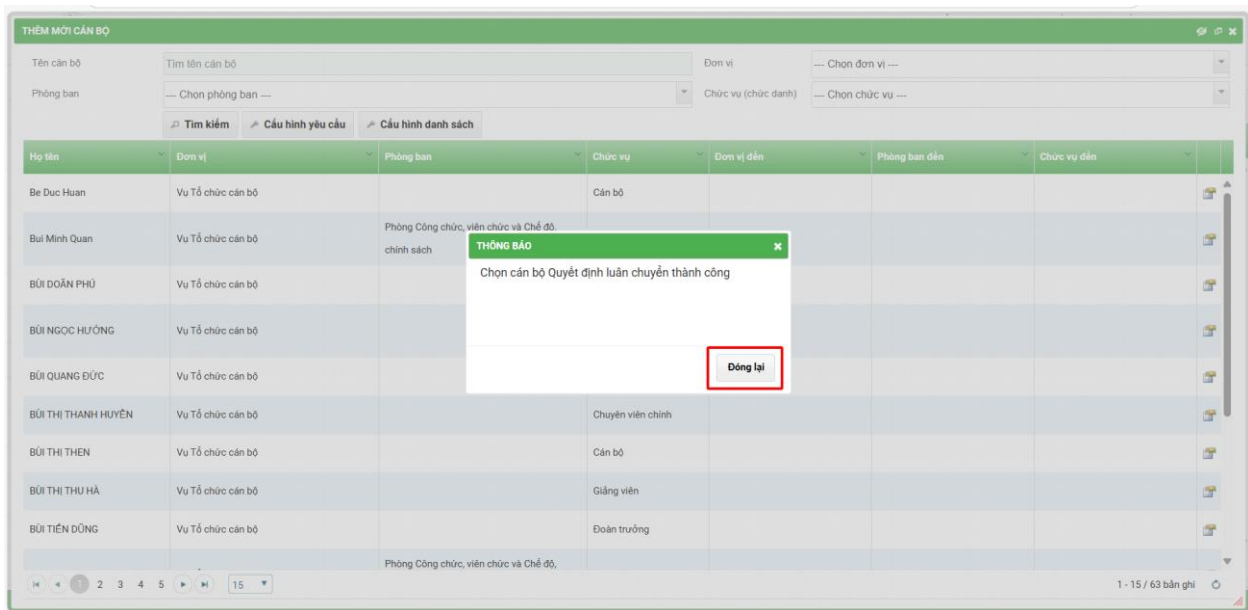 THÊM MỚI CÁN BỘ
Tên cán bộ
Tìm tên cán bộ
Đơn vị
--- Chọn đơn vị ---
Phòng ban
--- Chọn phòng ban ---
Chức vụ (chức danh)
--- Chọn chức vụ ---
Tìm kiếm
Cấu hình yêu cầu
Cấu hình danh sách
Họ tên
Đơn vị
Phòng ban
Chức vụ
Đơn vị đến
Phòng ban đến
Chức vụ đến
Be Duc Huan
Vụ Tổ chức cán bộ
Cán bộ
Bui Minh Quan
Vụ Tổ chức cán bộ
Phòng Công chức, viên chức và Chế độ,
chính sách
BÙI DOÃN PHÚ
Vụ Tổ chức cán bộ
BÙI NGỌC HƯỚNG
Vụ Tổ chức cán bộ
BÙI QUANG ĐỨC
Vụ Tổ chức cán bộ
BÙI THỊ THANH HUYỀN
Vụ Tổ chức cán bộ
Chuyên viên chính
BÙI THỊ THEN
Vụ Tổ chức cán bộ
Cán bộ
BÙI THỊ THU HÀ
Vụ Tổ chức cán bộ
Giảng viên
BÙI TIẾN DŨNG
Vụ Tổ chức cán bộ
Đoàn trưởng
Phòng Công chức, viên chức và Chế độ,
THÔNG BÁO
Chọn cán bộ Quyết định luân chuyển thành công
Đóng lại
1 2 3 4 5
15
1 - 15 / 63 bản ghi